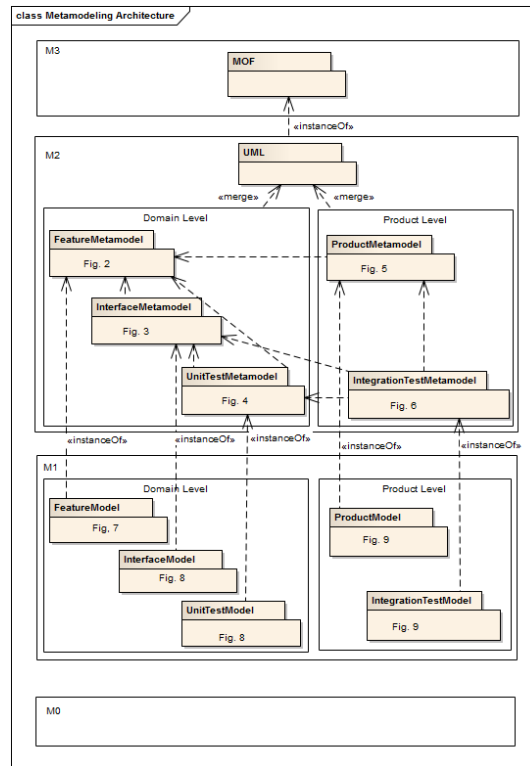 class Metamodeling Architecture
M3
MOF
«instanceOf»
M2
UML
«merge»
«merge»
Domain Level
Product Level
FeatureMetamodel
Fig. 2
ProductMetamodel
Fig. 5
InterfaceMetamodel
Fig. 3
UnitTestMetamodel
Fig. 4
IntegrationTestMetamodel
Fig. 6
«instanceOf»
«instanceOf»
«instanceOf»
«instanceOf»
«instanceOf»
M1
Domain Level
Product Level
FeatureModel
Fig, 7
ProductModel
Fig. 9
InterfaceModel
Fig. 8
IntegrationTestModel
Fig. 9
UnitTestModel
Fig. 8
M0